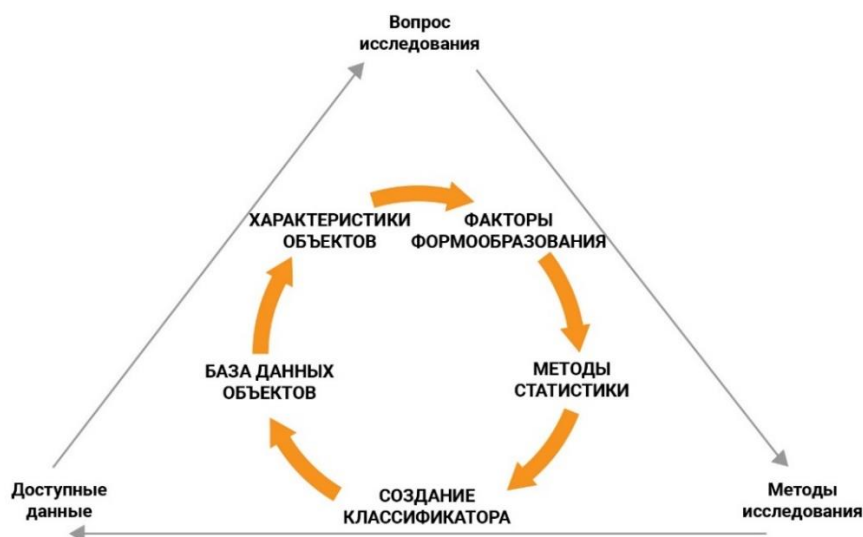 Вопрос
исследования
ХАРАКТЕРИСТИКИ
ОБЪЕКТОВ
ФАКТОРЫ
ФОРМООБРАЗОВАНИЯ
БАЗА ДАННЫХ
ОБЪЕКТОВ
МЕТОДЫ
СТАТИСТИКИ
Доступные
данные
СОЗДАНИЕ
КЛАССИФИКАТОРА
Методы
исследования